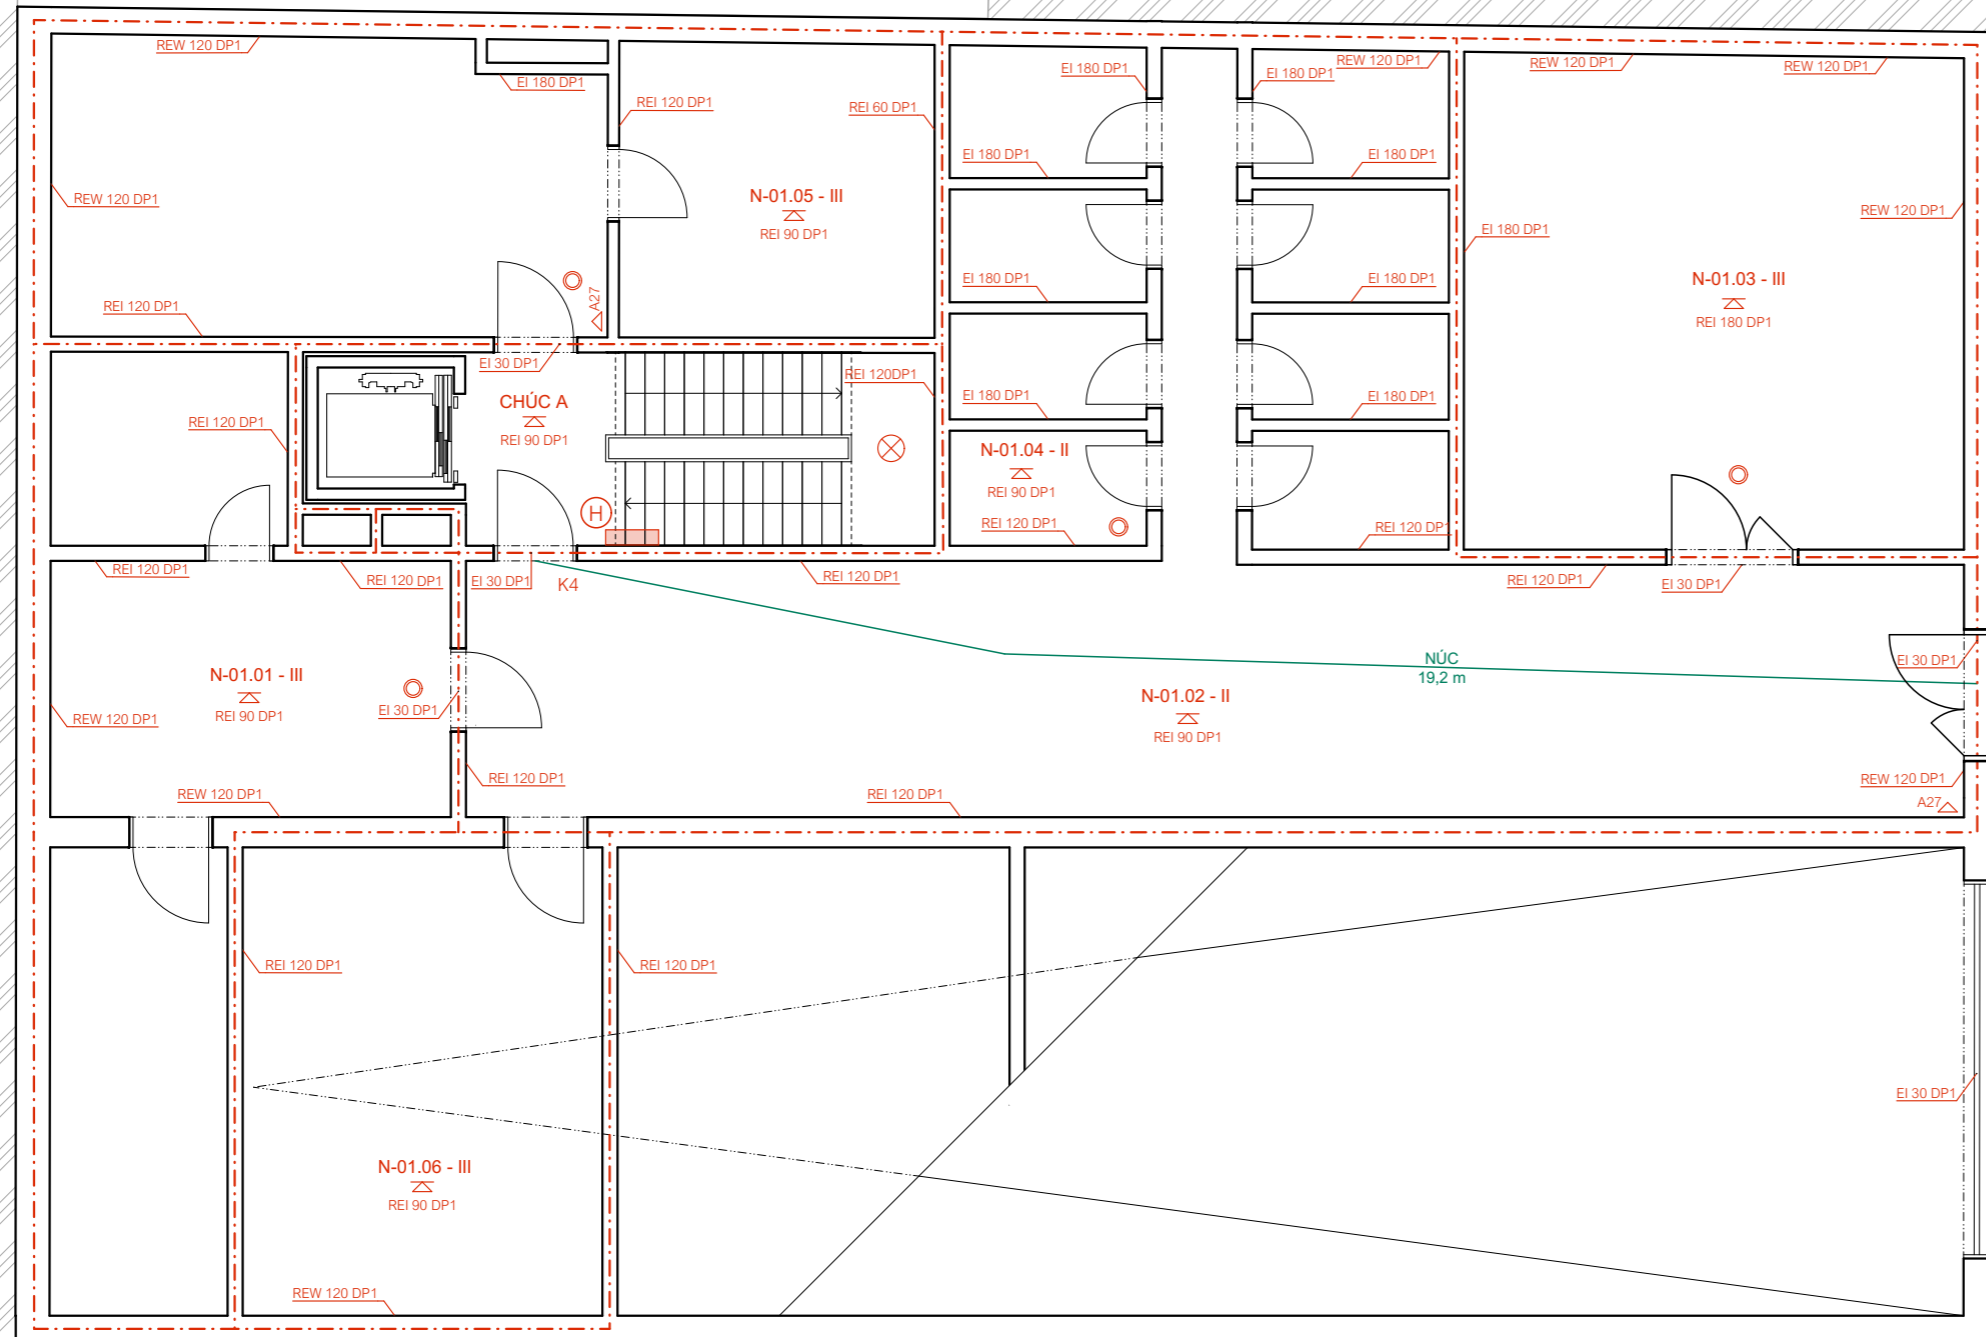 REW 120 DP1
EI 180 DP1
REI 120 DP1
REI 60 DP1
EI 180 DP1
EI 180 DP1
REW 120 DP1
REW 120 DP1
REW 120 DP1
EI 180 DP1
EI 180 DP1
REW 120 DP1
N-01.05 - III
REI 90 DP1
REW 120 DP1
EI 180 DP1
EI 180 DP1
EI 180 DP1
N-01.03 - III
REI 180 DP1
REI 120 DP1
A27
EI 30 DP1
REI 120DP1
EI 180 DP1
EI 180 DP1
CHÚC A
REI 90 DP1
REI 120 DP1
N-01.04 - II
REI 90 DP1
H
REI 120 DP1
REI 120 DP1
REI 120 DP1
REI 120 DP1
EI 30 DP1
K4
REI 120 DP1
REI 120 DP1
EI 30 DP1
NÚC
19,2 m
EI 30 DP1
N-01.01 - III
REI 90 DP1
REW 120 DP1
EI 30 DP1
N-01.02 - II
REI 90 DP1
REI 120 DP1
REW 120 DP1
REW 120 DP1
REI 120 DP1
A27
REI 120 DP1
REI 120 DP1
EI 30 DP1
N-01.06 - III
REI 90 DP1
REW 120 DP1